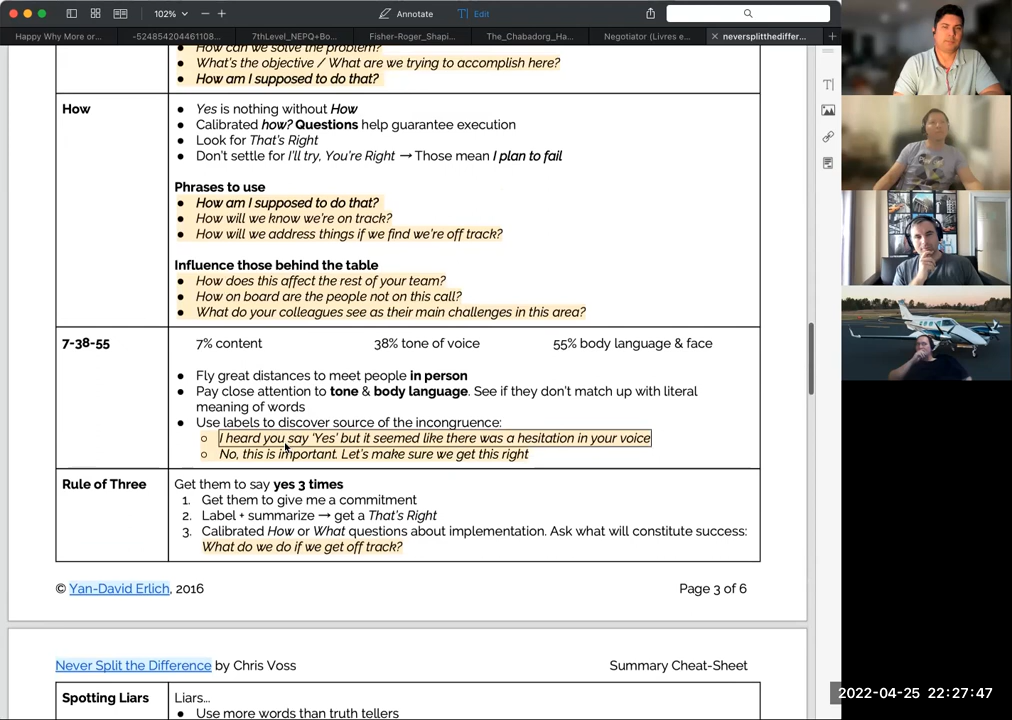 102%
Annotate
Edit
Happy Why More or...
-524854204461108...
7thLevel_NEPQ+Bo...
Fisher-Roger_Shapi...
The_Chabadorg_Ha...
Negotiator (Livres e...
neversplitthediffer...
How can we solve the problem?
What's the objective / What are we trying to accomplish here?
How am I supposed to do that?
How
Yes is nothing without How
Calibrated how? Questions help guarantee execution
Look for That's Right
Don't settle for I'll try, You're Right → Those mean I plan to fail
Phrases to use
How am I supposed to do that?
How will we know we're on track?
How will we address things if we find we're off track?
Influence those behind the table
How does this affect the rest of your team?
How on board are the people not on this call?
What do your colleagues see as their main challenges in this area?
7-38-55
7% content 38% tone of voice 55% body language & face
Fly great distances to meet people in person
Pay close attention to tone & body language. See if they don't match up with literal
meaning of words
Use labels to discover source of the incongruence:
I heard you say 'Yes' but it seemed like there was a hesitation in your voice
No, this is important. Let's make sure we get this right
Rule of Three
Get them to say yes 3 times
1. Get them to give me a commitment
2. Label + summarize → get a That's Right
3. Calibrated How or What questions about implementation. Ask what will constitute success:
What do we do if we get off track?
© Yan-David Erlich, 2016 Page 3 of 6
Never Split the Difference by Chris Voss Summary Cheat-Sheet
Spotting Liars
Liars...
Use more words than truth tellers
2022-04-25 22:27:47